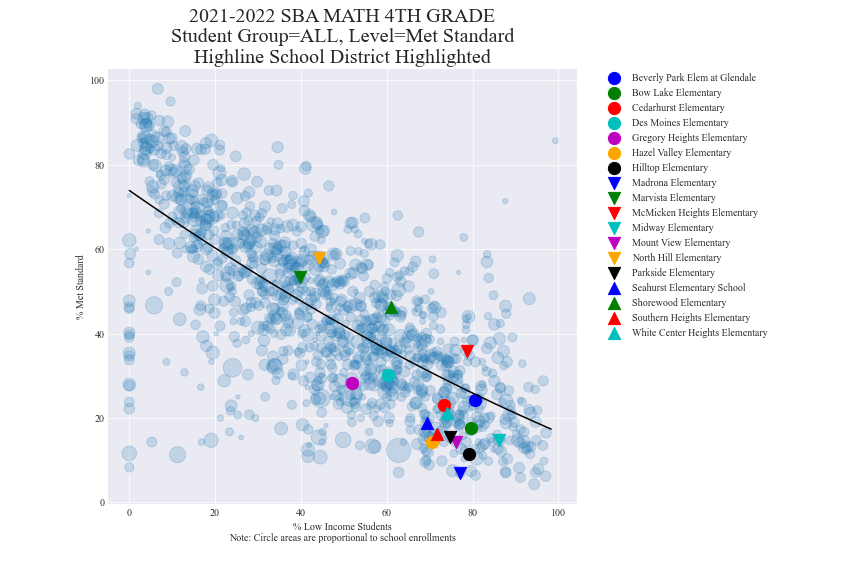 2021-2022 SBA MATH 4TH GRADE
Student Group=ALL, Level=Met Standard
Highline School District Highlighted
100
80
60
40
20
0
% Met Standard
0 20 40 60 80 100
% Low Income Students
Note: Circle areas are proportional to school enrollments
Beverly Park Elem at Glendale
Bow Lake Elementary
Cedarhurst Elementary
Des Moines Elementary
Gregory Heights Elementary
Hazel Valley Elementary
Hilltop Elementary
Madrona Elementary
Marvista Elementary
McMicken Heights Elementary
Midway Elementary
Mount View Elementary
North Hill Elementary
Parkside Elementary
Seahurst Elementary School
Shorewood Elementary
Southern Heights Elementary
White Center Heights Elementary